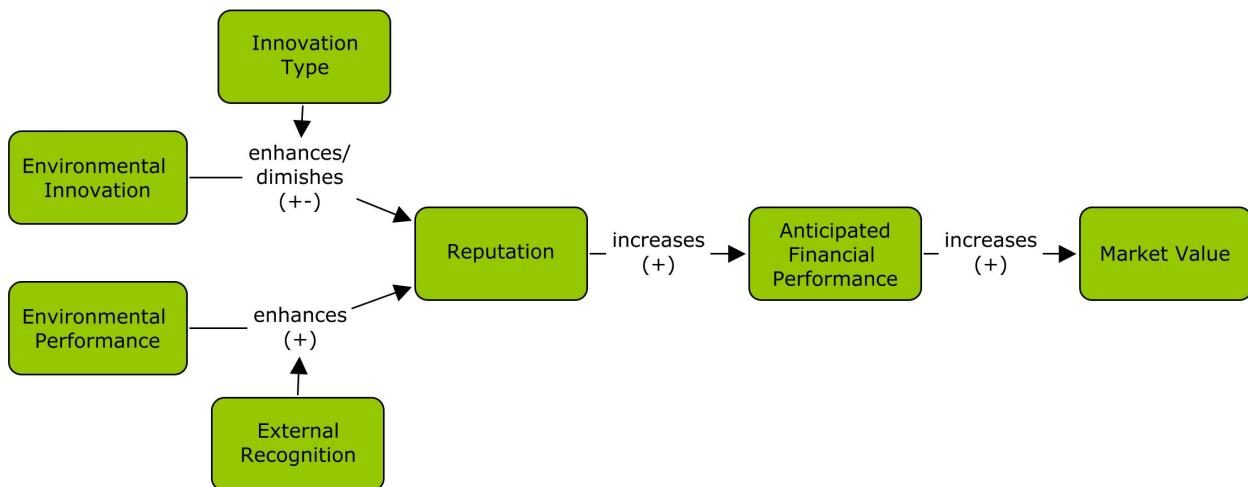 Innovation
Type
Environmental
Innovation
enhances/
dimishes
(+-)
Environmental
Performance
enhances
(+)
External
Recognition
Reputation
increases
(+)
Anticipated
Financial
Performance
increases
(+)
Market Value